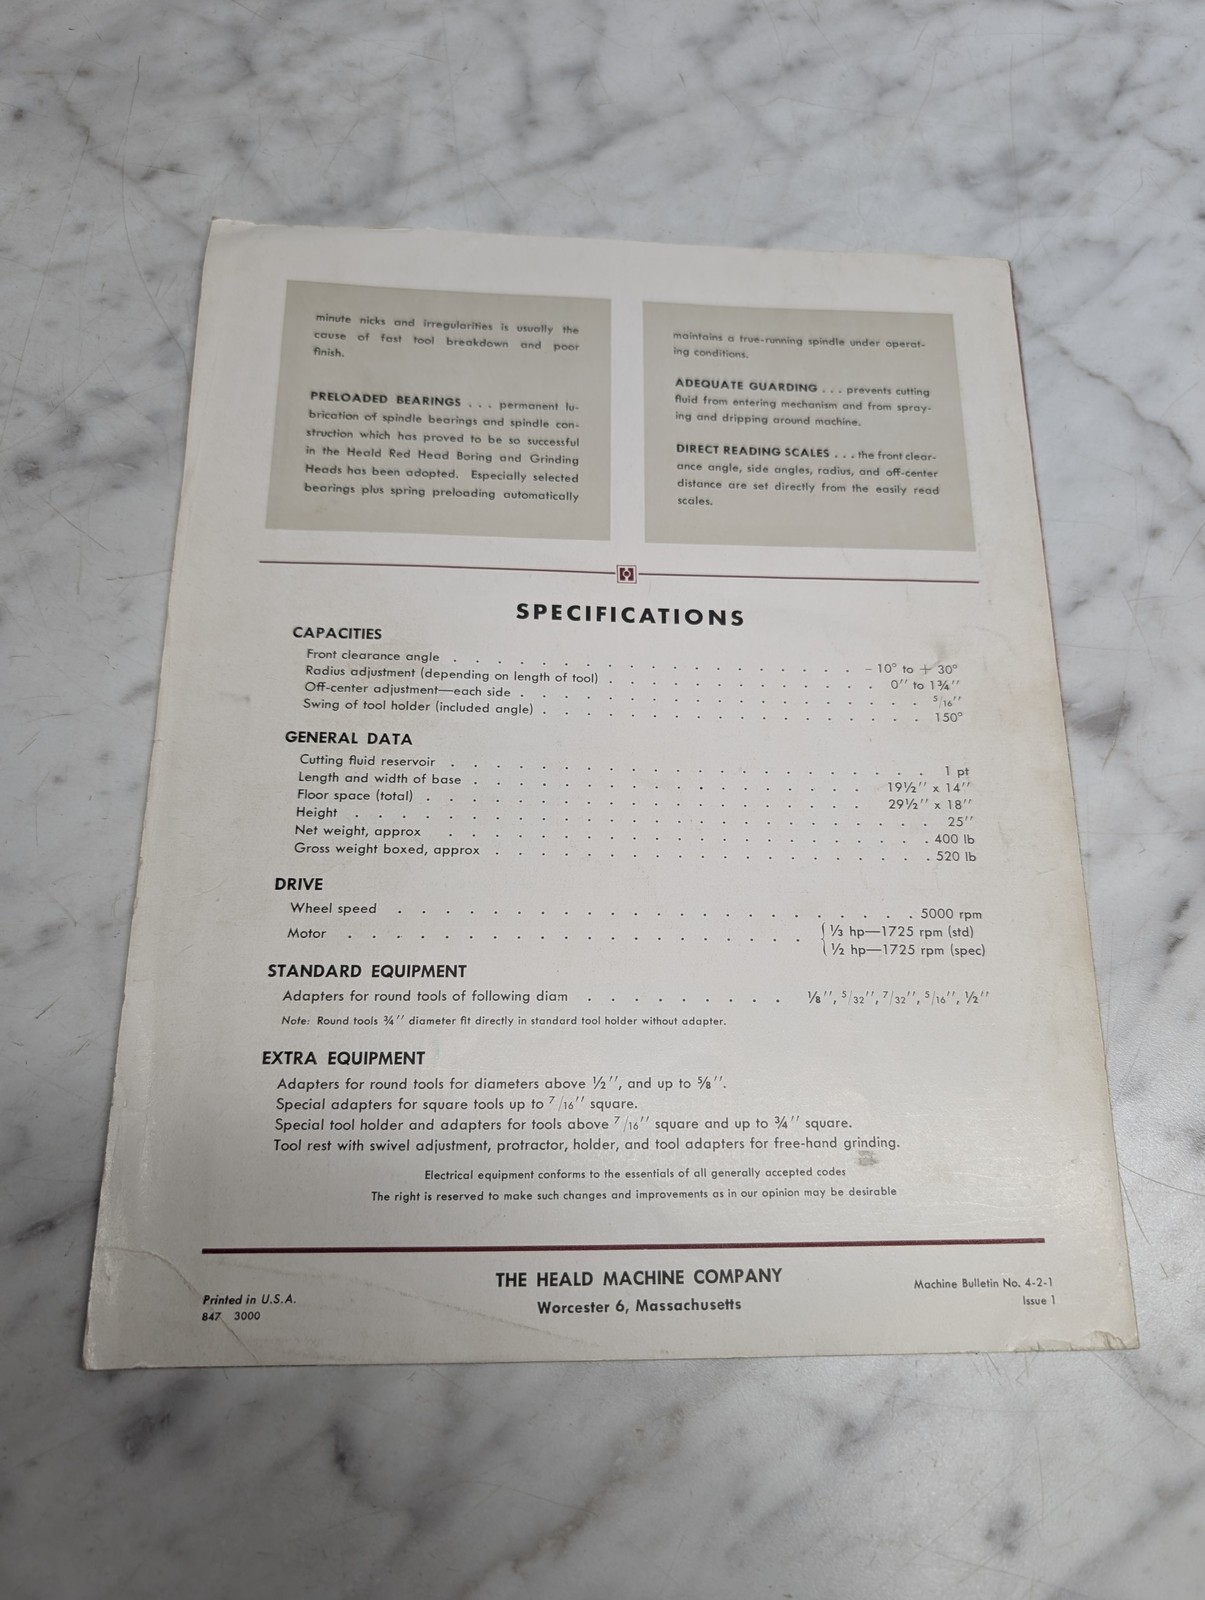 minute nicks and irregularities is usually the
cause of fast tool breakdown and poor
finish.
PRELOADED BEARINGS . . . permanent lu-
brication of spindle bearings and spindle con-
struction which has proved to be so successful
in the Heald Red Head Boring and Grinding
Heads has been adopted. Especially selected
bearings plus spring preloading automatically
maintains a true-running spindle under operat-
ing conditions.
ADEQUATE GUARDING . . . prevents cutting
fluid from entering mechanism and from spray-
ing and dripping around machine.
DIRECT READING SCALES . . . the front clear-
ance angle, side angles, radius, and off-center
distance are set directly from the easily read
scales.
SPECIFICATIONS
CAPACITIES
Front clearance angle . . . . . . . . . . . . . . . - 10° to + 30°
Radius adjustment (depending on length of tool) . . . . . . . . . . 0'' to 1¾''
Off-center adjustment—each side . . . . . . . . . . . . . . 5/16''
Swing of tool holder (included angle) . . . . . . . . . . . . . . 150°
GENERAL DATA
Cutting fluid reservoir . . . . . . . . . . . . . . . . . 1 pt
Length and width of base . . . . . . . . . . . . . . 19½'' x 14''
Floor space (total) . . . . . . . . . . . . . . . . 29½'' x 18''
Height . . . . . . . . . . . . . . . . . . . . . 25''
Net weight, approx . . . . . . . . . . . . . . . . . . 400 lb
Gross weight boxed, approx . . . . . . . . . . . . . . . . 520 lb
DRIVE
Wheel speed . . . . . . . . . . . . . . . . . . . 5000 rpm
Motor . . . . . . . . . . . . . . . . . { ⅓ hp—1725 rpm (std)
½ hp—1725 rpm (spec)
STANDARD EQUIPMENT
Adapters for round tools of following diam . . . . . . . . ⅛'', 5/32'', 7/32'', 5/16'', ½''
Note: Round tools ¾'' diameter fit directly in standard tool holder without adapter.
EXTRA EQUIPMENT
Adapters for round tools for diameters above ½'', and up to ⅝''.
Special adapters for square tools up to 7/16'' square.
Special tool holder and adapters for tools above 7/16'' square and up to ¾'' square.
Tool rest with swivel adjustment, protractor, holder, and tool adapters for free-hand grinding.
Electrical equipment conforms to the essentials of all generally accepted codes
The right is reserved to make such changes and improvements as in our opinion may be desirable
THE HEALD MACHINE COMPANY
Worcester 6, Massachusetts
Printed in U.S.A.
847 3000
Machine Bulletin No. 4-2-1
Issue 1